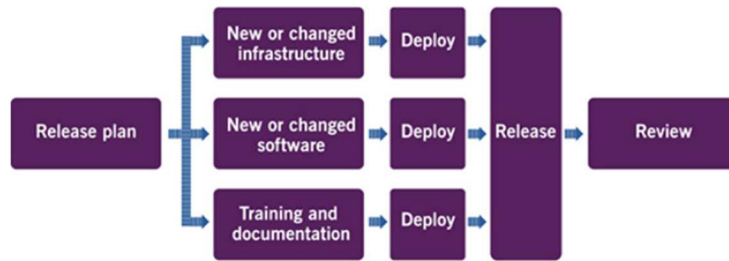 New or changed
infrastructure
Deploy
Release plan
New or changed
software
Deploy
Release
Review
Training and
documentation
Deploy